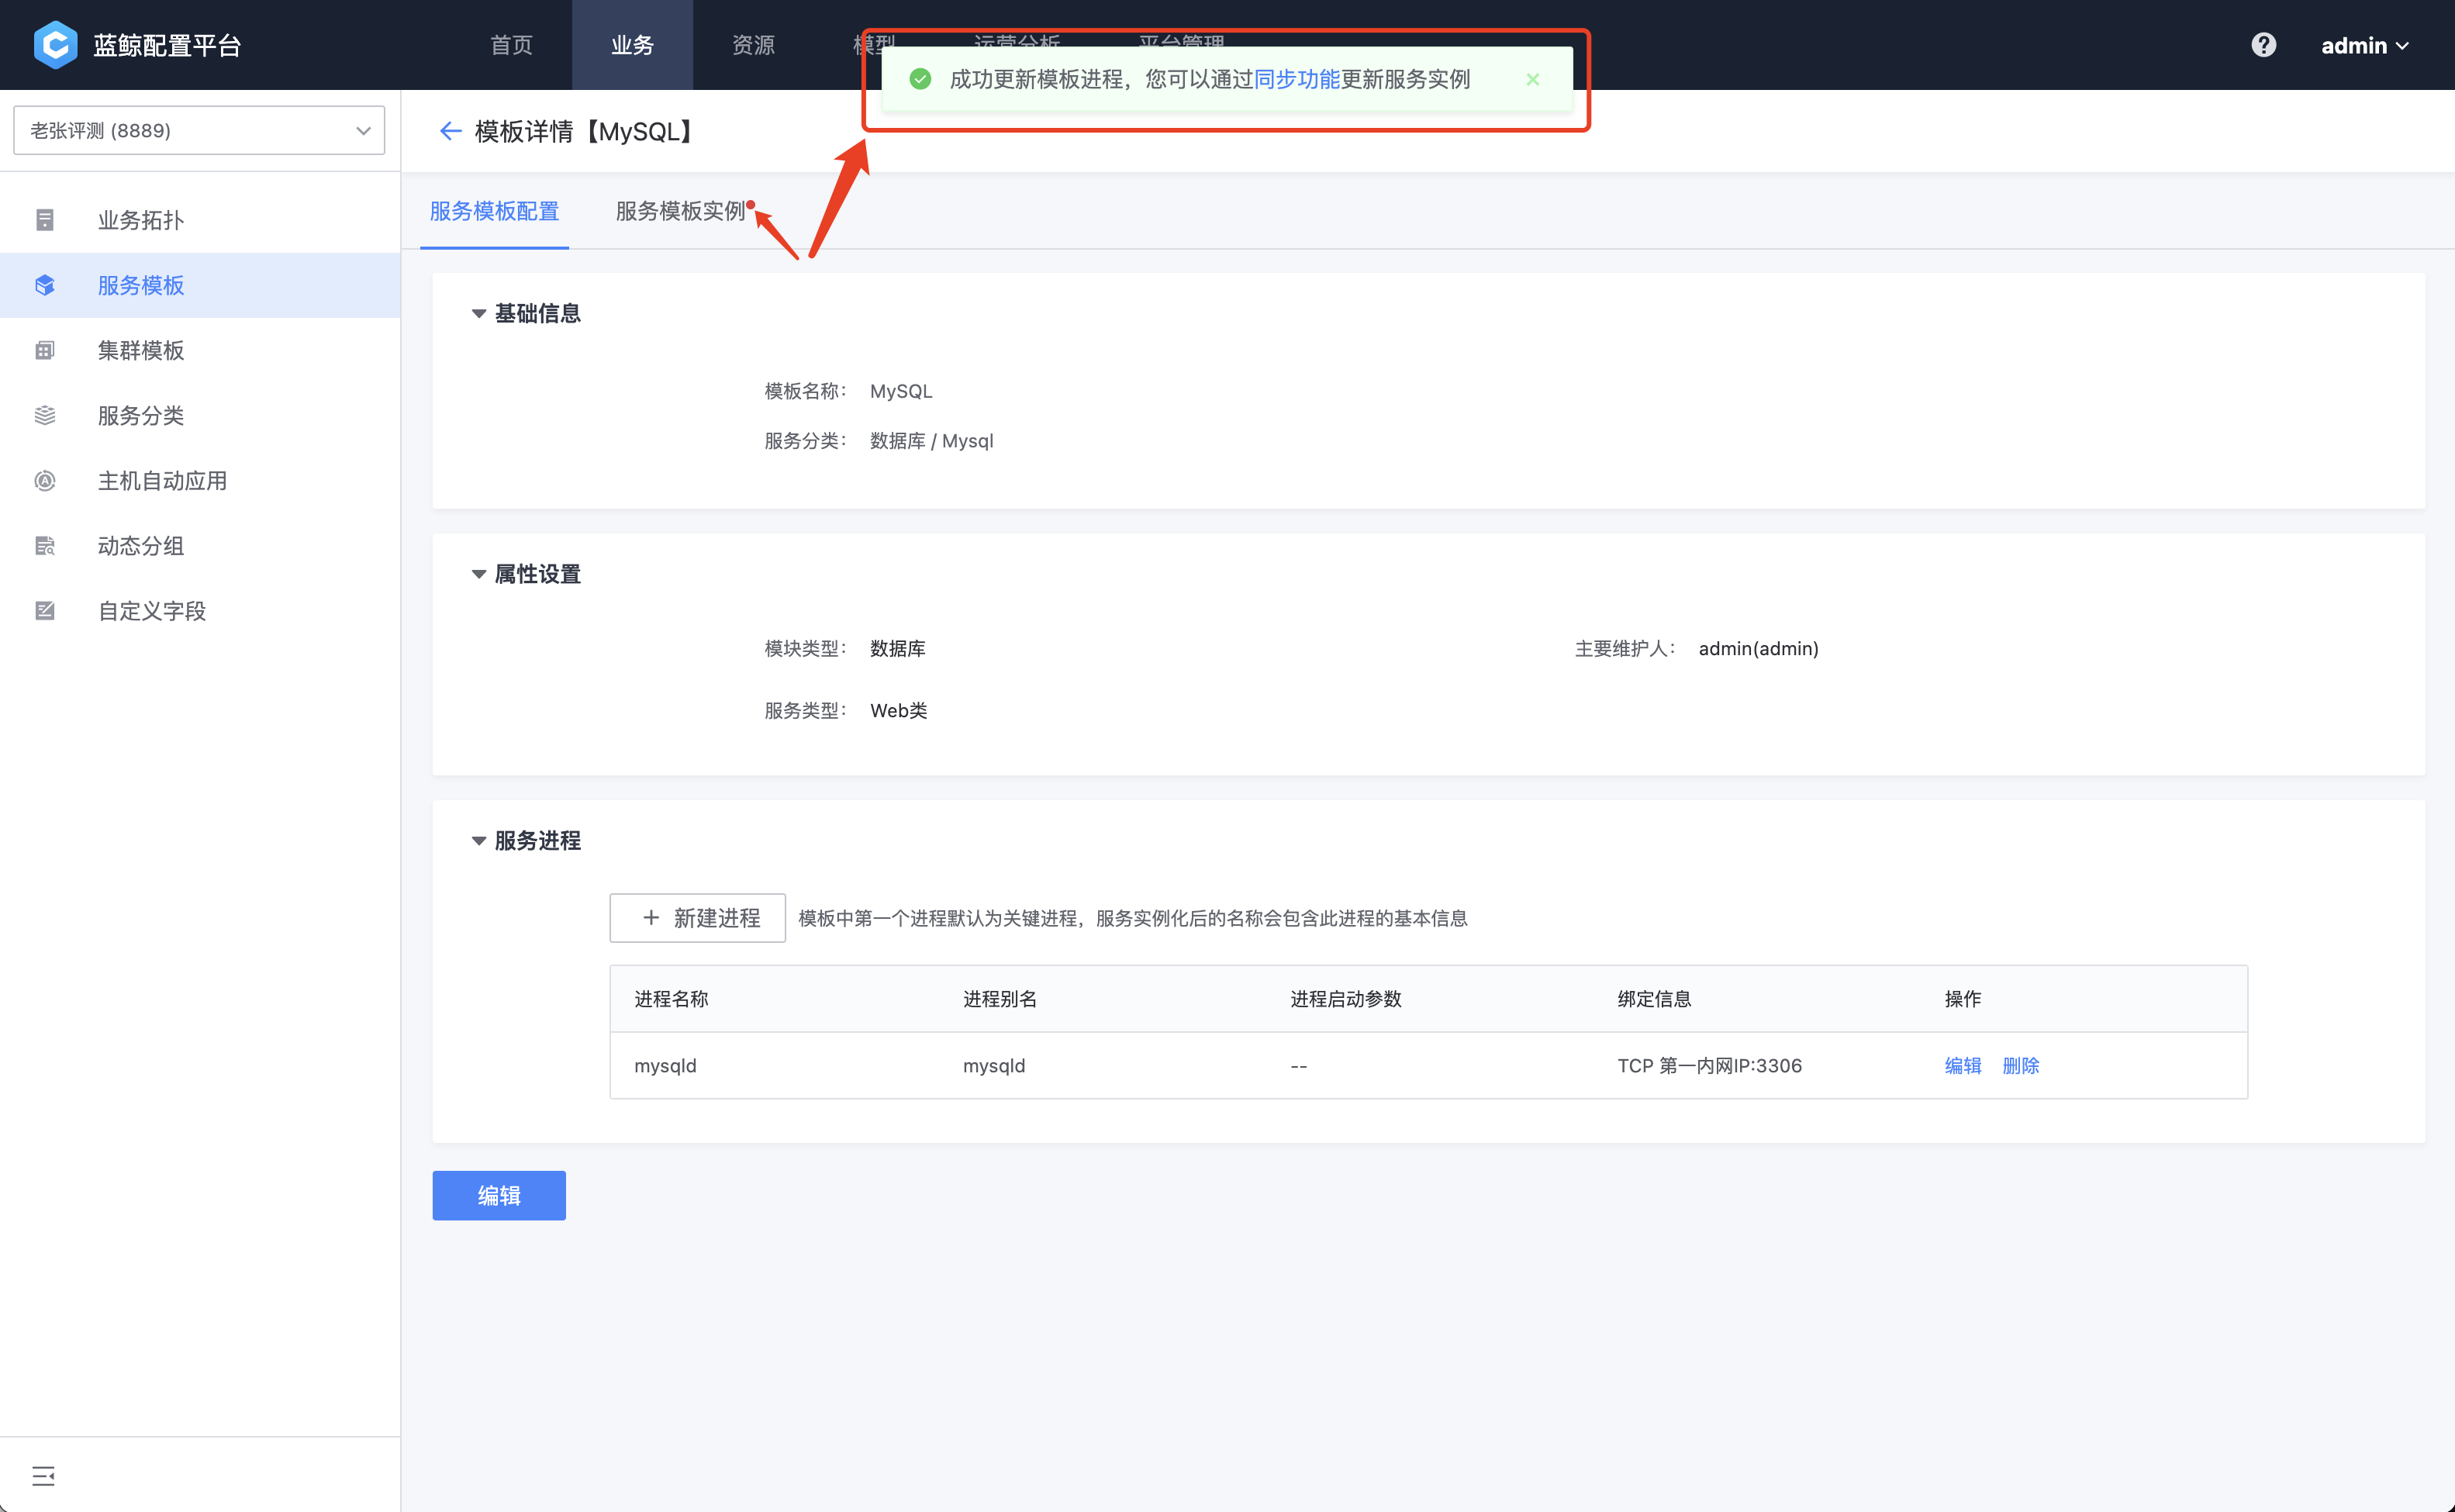 蓝鲸配置平台
首页 业务 资源 模型 运营分析 平台管理
admin
成功更新模板进程，您可以通过同步功能更新服务实例
老张评测 (8889)
模板详情【MySQL】
业务拓扑
服务模板
集群模板
服务分类
主机自动应用
动态分组
自定义字段
服务模板配置 服务模板实例
基础信息
模板名称： MySQL
服务分类： 数据库 / Mysql
属性设置
模块类型： 数据库 主要维护人： admin(admin)
服务类型： Web类
服务进程
新建进程 模板中第一个进程默认为关键进程，服务实例化后的名称会包含此进程的基本信息
进程名称 进程别名 进程启动参数 绑定信息 操作
mysqld mysqld -- TCP 第一内网IP:3306 编辑 删除
编辑